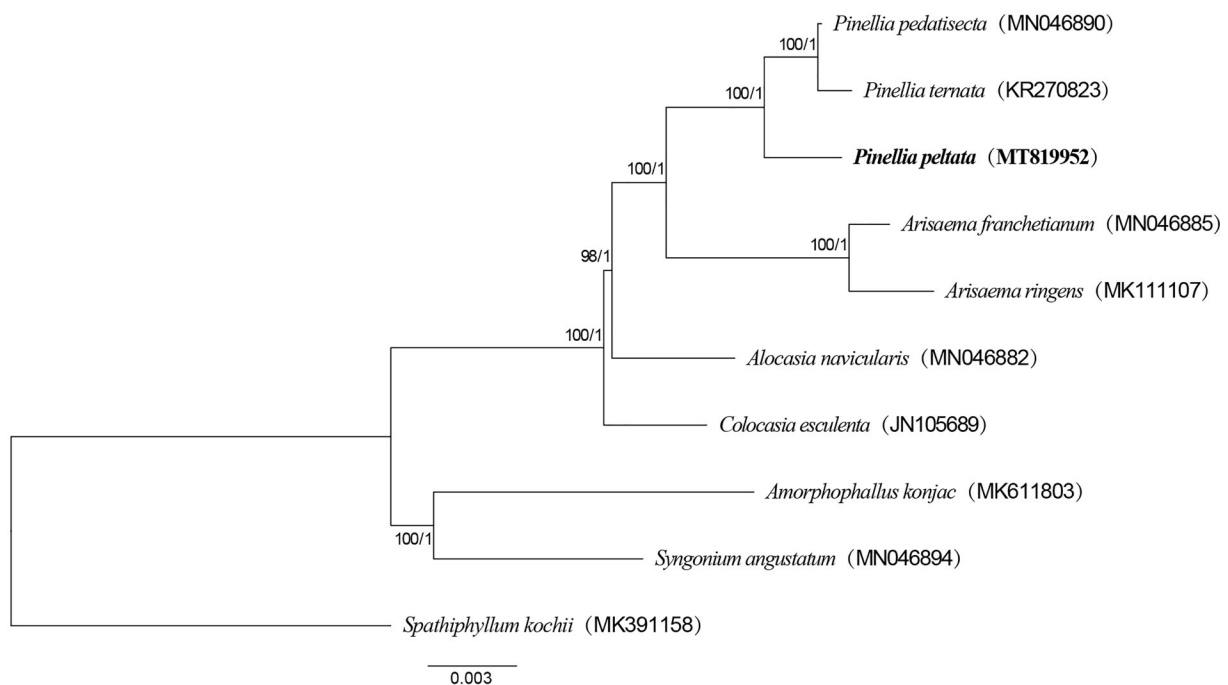 Pinellia pedatisecta（MN046890）
100/1
Pinellia ternata（KR270823）
100/1
Pinellia peltata（MT819952）
100/1
Arisaema franchetianum（MN046885）
100/1
Arisaema ringens（MK111107）
98/1
100/1
Alocasia navicularis（MN046882）
Colocasia esculenta（JN105689）
Amorphophallus konjac（MK611803）
100/1
Syngonium angustatum（MN046894）
Spathiphyllum kochii（MK391158）
0.003